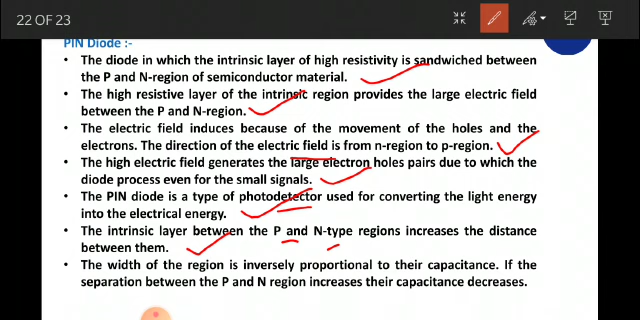 22 OF 23
PIN Diode :-
• The diode in which the intrinsic layer of high resistivity is sandwiched between
the P and N-region of semiconductor material.
• The high resistive layer of the intrinsic region provides the large electric field
between the P and N-region.
• The electric field induces because of the movement of the holes and the
electrons. The direction of the electric field is from n-region to p-region.
• The high electric field generates the large electron holes pairs due to which the
diode process even for the small signals.
• The PIN diode is a type of photodetector used for converting the light energy
into the electrical energy.
• The intrinsic layer between the P and N-type regions increases the distance
between them.
• The width of the region is inversely proportional to their capacitance. If the
separation between the P and N region increases their capacitance decreases.